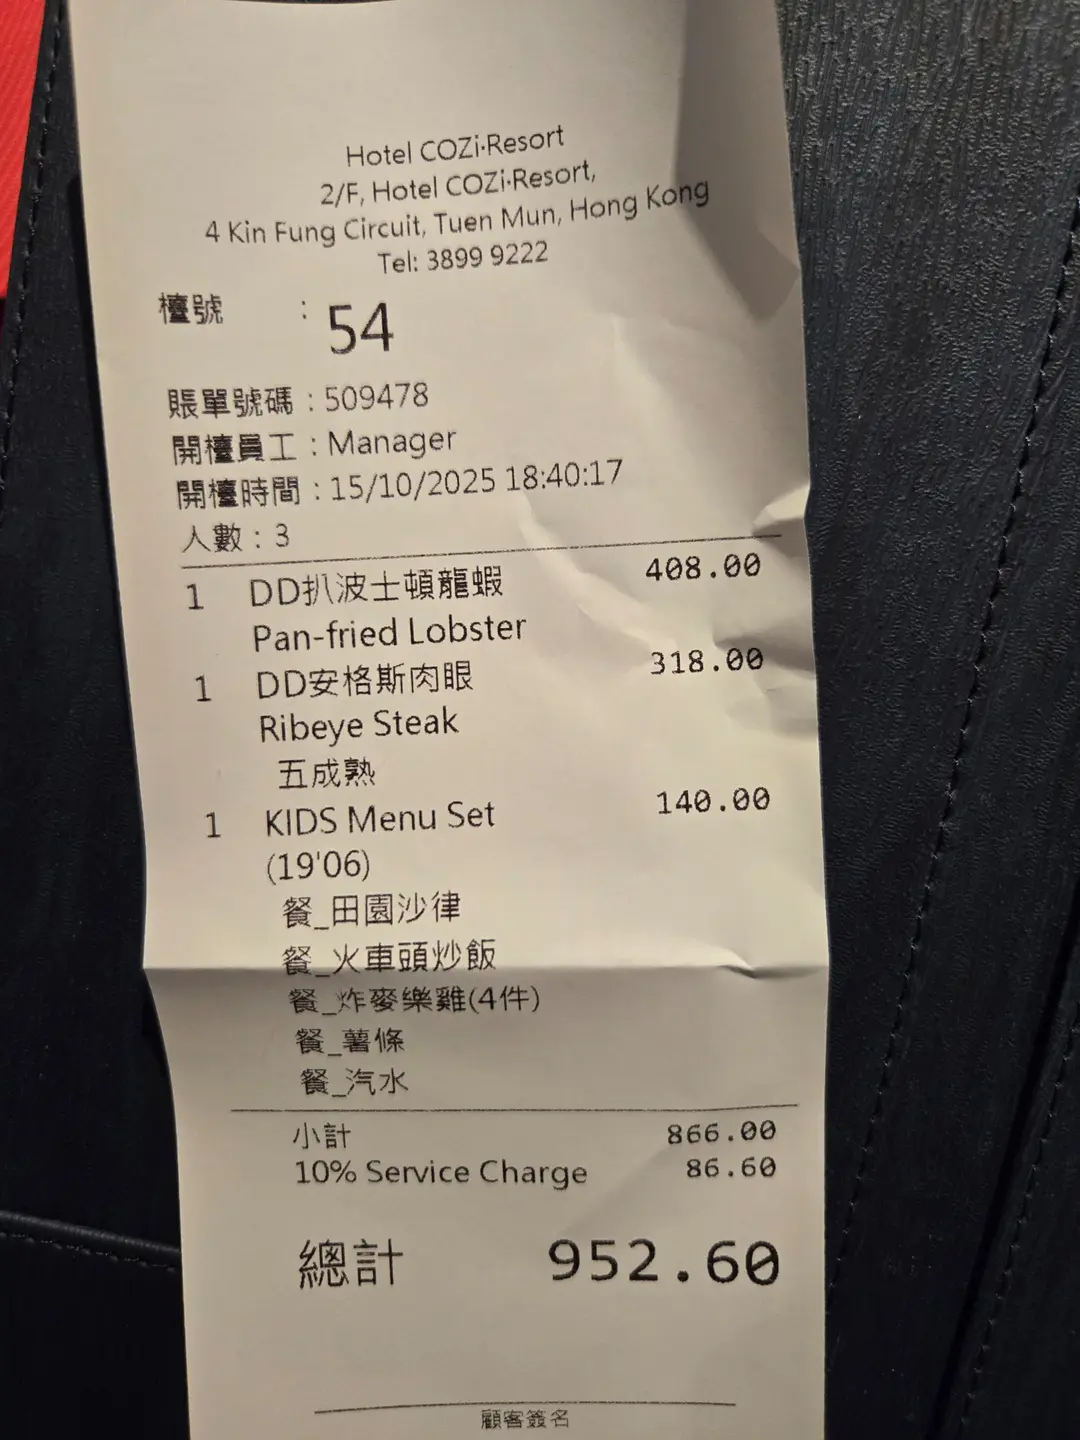 Hotel COZi·Resort
2/F, Hotel COZi·Resort,
4 Kin Fung Circuit, Tuen Mun, Hong Kong
Tel: 3899 9222
檯號 : 54
賬單號碼 : 509478
開檯員工 : Manager
開檯時間 : 15/10/2025 18:40:17
人數 : 3
1 DD扒波士頓龍蝦 408.00
Pan-fried Lobster
1 DD安格斯肉眼 318.00
Ribeye Steak
五成熟
1 KIDS Menu Set 140.00
(19'06)
餐_田園沙律
餐_火車頭炒飯
餐_炸麥樂雞(4件)
餐_薯條
餐_汽水
小計 866.00
10% Service Charge 86.60
總計 952.60
顧客簽名